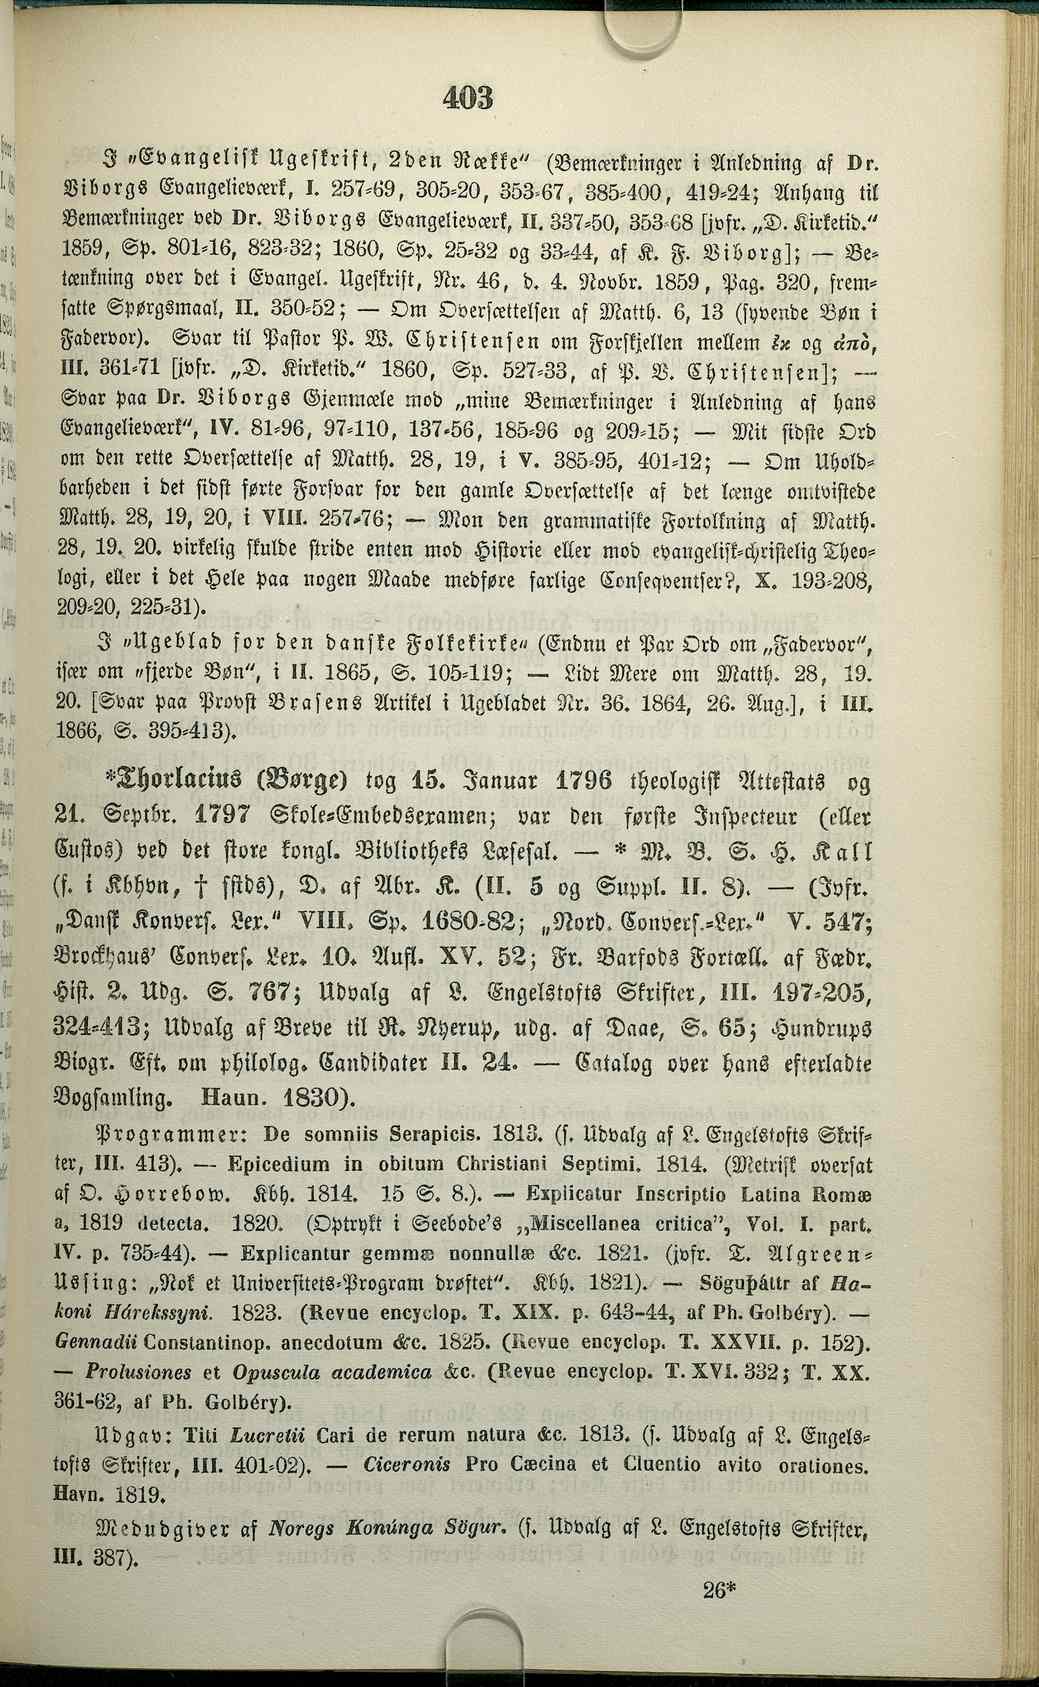 403
I „Evangelisk Ugeskrift, 2den Række“ (Bemærkninger i Anledning af Dr.
Viborgs Evangelieværk, I. 257-69, 305-20, 353-67, 385-400, 419-24; Anhang til
Bemærkninger ved Dr. Viborgs Evangelieværk, II. 337-50, 353-68 [jvfr. „D. Kirketid.“
1859, Sp. 801-16, 823-32; 1860, Sp. 25-32 og 33-44, af K. F. Viborg]; — Be-
tænkning over det i Evangel. Ugeskrift, Nr. 46, d. 4. Novbr. 1859, Pag. 320, frem-
satte Spørgsmaal, II. 350-52; — Om Oversættelsen af Matth. 6, 13 (syvende Bøn i
Fadervor). Svar til Pastor P. W. Christensen om Forskjellen mellem ἐκ og ἀπὸ,
III. 361-71 [jvfr. „D. Kirketid.“ 1860, Sp. 527-33, af P. V. Christensen]; —
Svar paa Dr. Viborgs Gjenmæle mod „mine Bemærkninger i Anledning af hans
Evangelieværk“, IV. 81-96, 97-110, 137-56, 185-96 og 209-15; — Mit sidste Ord
om den rette Oversættelse af Matth. 28, 19, i V. 385-95, 401-12; — Om Uhold-
barheden i det sidst førte Forsvar for den gamle Oversættelse af det længe omtvistede
Matth. 28, 19, 20, i VIII. 257-76; — Mon den grammatiske Fortolkning af Matth.
28, 19. 20. virkelig skulde stride enten mod Historie eller mod evangelisk-christelig Theo-
logi, eller i det Hele paa nogen Maade medføre farlige Conseqventser?, X. 193-208,
209-20, 225-31).
I „Ugeblad for den danske Folkekirke“ (Endnu et Par Ord om „Fadervor“,
især om „fjerde Bøn“, i II. 1865, S. 105-119; — Lidt Mere om Matth. 28, 19.
20. [Svar paa Provst Brasens Artikel i Ugebladet Nr. 36. 1864, 26. Aug.], i III.
1866, S. 395-413).
*Thorlacius (Børge) tog 15. Januar 1796 theologisk Attestats og
21. Septbr. 1797 Skole-Embedsexamen; var den første Inspecteur (eller
Custos) ved det store kongl. Bibliotheks Læsesal. — * M. B. S. H. Kall
(f. i Kbhvn, † sstds), D. af Abr. K. (II. 5 og Suppl. II. 8). — (Jvfr.
„Dansk Konvers. Lex.“ VIII. Sp. 1680-82; „Nord. Convers.-Lex.“ V. 547;
Brockhaus’ Convers. Lex. 10. Aufl. XV. 52; Fr. Barfods Fortæll. af Fædr.
Hist. 2. Udg. S. 767; Udvalg af L. Engelstofts Skrifter, III. 197-205,
324-413; Udvalg af Breve til R. Nyerup, udg. af Daae, S. 65; Hundrups
Biogr. Eft. om philolog. Candidater II. 24. — Catalog over hans efterladte
Bogsamling. Haun. 1830).
Programmer: De somniis Serapicis. 1813. (s. Udvalg af L. Engelstofts Skrif-
ter, III. 413). — Epicedium in obitum Christiani Septimi. 1814. (Metrisk oversat
af O. Horrebow. Kbh. 1814. 15 S. 8.). — Explicatur Inscriptio Latina Romæ
a, 1819 detecta. 1820. (Optrykt i Seebode’s „Miscellanea critica”, Vol. I. part.
IV. p. 735-44). — Explicantur gemmæ nonnullæ &c. 1821. (jvfr. T. Algreen-
Ussing: „Nok et Universitets-Program drøftet“. Kbh. 1821). — Söguþáttr af Ha-
koni Hárekssyni. 1823. (Revue encyclop. T. XIX. p. 643-44, af Ph. Golbéry). —
Gennadii Constantinop. anecdotum &c. 1825. (Revue encyclop. T. XXVII. p. 152).
— Prolusiones et Opuscula academica &c. (Revue encyclop. T. XVI. 332; T. XX.
361-62, af Ph. Golbéry).
Udgav: Titi Lucretii Cari de rerum natura &c. 1813. (s. Udvalg af L. Engels-
tofts Skrifter, III. 401-02). — Ciceronis Pro Cæcina et Cluentio avito orationes.
Havn. 1819.
Medudgiver af Noregs Konúnga Sögur. (s. Udvalg af L. Engelstofts Skrifter,
III. 387).
26*